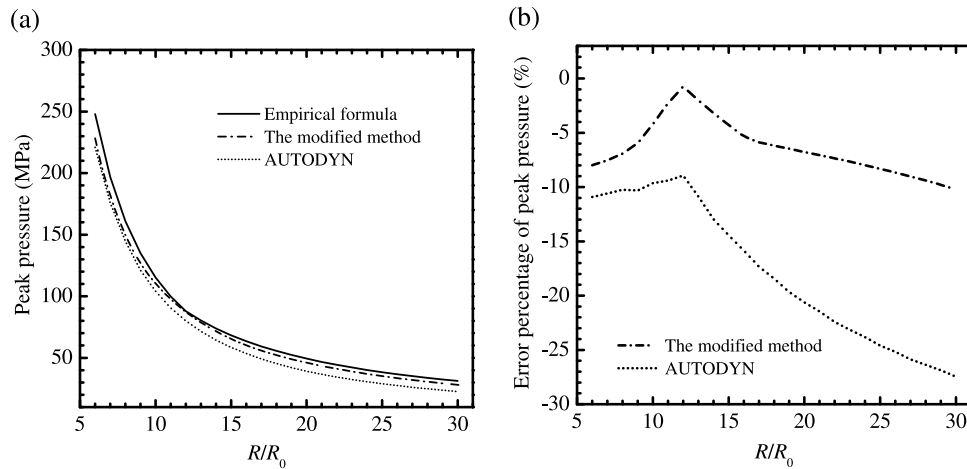 (a)
Peak pressure (MPa)
300
250
200
150
100
50
Empirical formula
The modified method
AUTODYN
5 10 15 20 25 30
R/R0
(b)
Error percentage of peak pressure (%)
0
-5
-10
-15
-20
-25
-30
The modified method
AUTODYN
5 10 15 20 25 30
R/R0